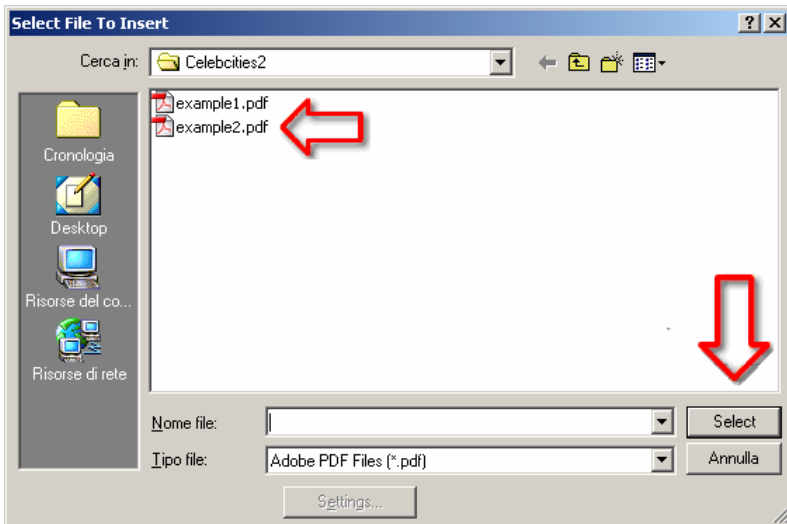 Select File To Insert
Cerca in: Celebcities2
example1.pdf
example2.pdf
Cronologia
Desktop
Risorse del co...
Risorse di rete
Nome file: Select
Tipo file: Adobe PDF Files (*.pdf) Annulla
Settings...